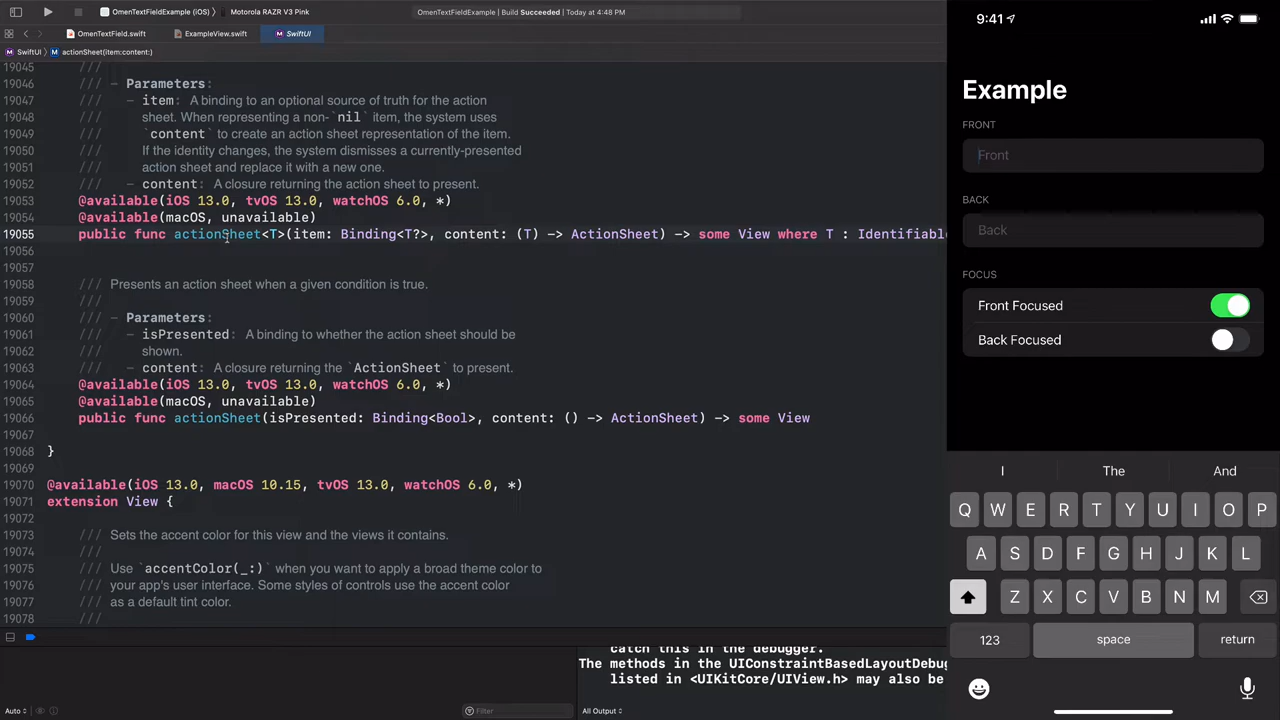 OmenTextFieldExample (iOS) › Motorola RAZR V3 Pink
OmenTextFieldExample | Build Succeeded | Today at 4:48 PM
OmenTextField.swift
ExampleView.swift
SwiftUI
SwiftUI › M actionSheet(item:content:)
19045 ///
19046 /// - Parameters:
19047 /// - item: A binding to an optional source of truth for the action
19048 /// sheet. When representing a non-`nil` item, the system uses
19049 /// `content` to create an action sheet representation of the item.
19050 /// If the identity changes, the system dismisses a currently-presented
19051 /// action sheet and replace it with a new one.
19052 /// - content: A closure returning the action sheet to present.
19053 @available(iOS 13.0, tvOS 13.0, watchOS 6.0, *)
19054 @available(macOS, unavailable)
19055 public func actionSheet<T>(item: Binding<T?>, content: (T) -> ActionSheet) -> some View where T : Identifiable
19056
19057
19058 /// Presents an action sheet when a given condition is true.
19059 ///
19060 /// - Parameters:
19061 /// - isPresented: A binding to whether the action sheet should be
19062 /// shown.
19063 /// - content: A closure returning the `ActionSheet` to present.
19064 @available(iOS 13.0, tvOS 13.0, watchOS 6.0, *)
19065 @available(macOS, unavailable)
19066 public func actionSheet(isPresented: Binding<Bool>, content: () -> ActionSheet) -> some View
19067
19068 }
19069
19070 @available(iOS 13.0, macOS 10.15, tvOS 13.0, watchOS 6.0, *)
19071 extension View {
19072
19073 /// Sets the accent color for this view and the views it contains.
19074 ///
19075 /// Use `accentColor(_:)` when you want to apply a broad theme color to
19076 /// your app's user interface. Some styles of controls use the accent color
19077 /// as a default tint color.
19078 ///
catch this in the debugger.
The methods in the UIConstraintBasedLayoutDebug
listed in <UIKitCore/UIView.h> may also be
Auto
Filter
All Output
9:41
Example
FRONT
Front
BACK
Back
FOCUS
Front Focused
Back Focused
I The And
Q W E R T Y U I O P
A S D F G H J K L
Z X C V B N M
123 space return